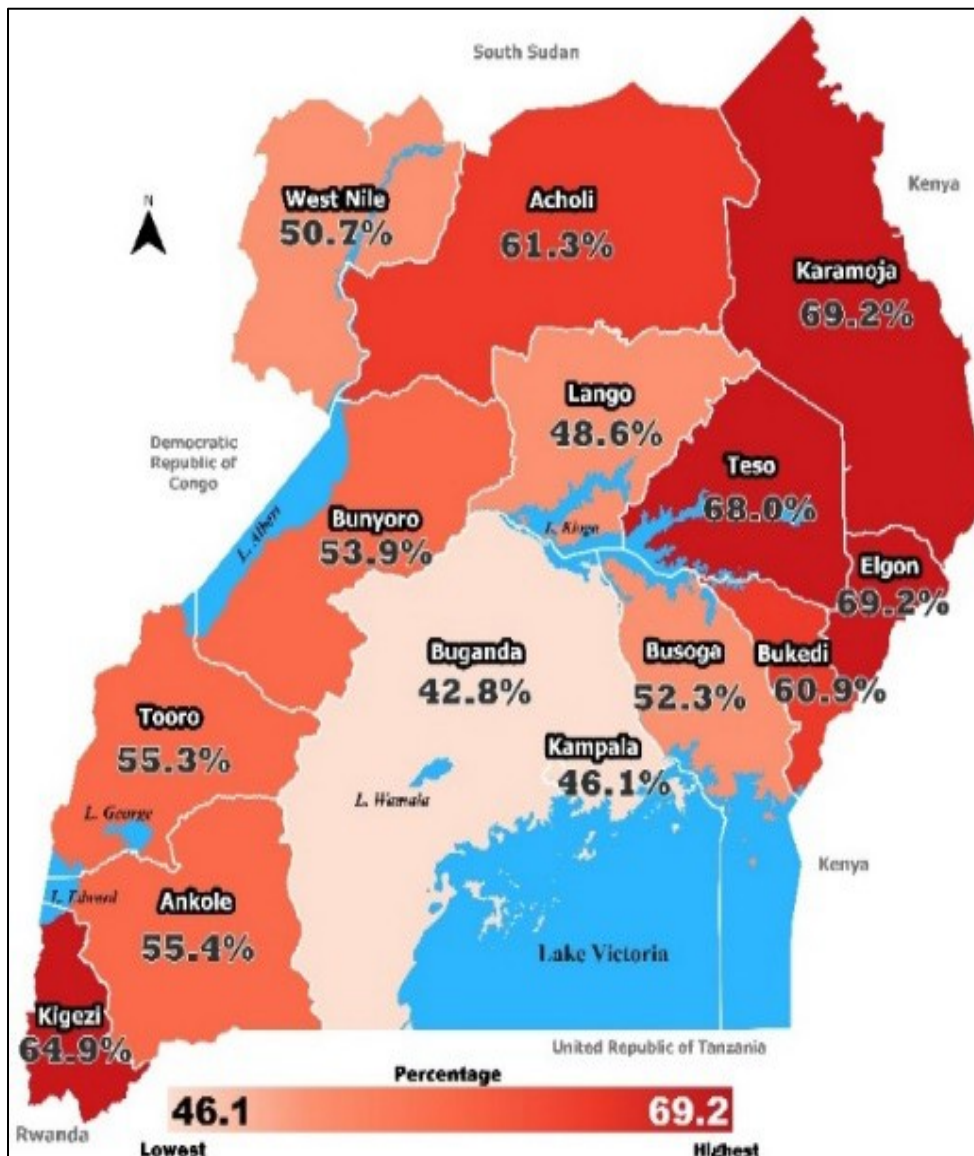 South Sudan
Kenya
N
West Nile
50.7%
Acholi
61.3%
Karamoja
69.2%
Lango
48.6%
Democratic
Republic of
Congo
Teso
68.0%
L. Albert
Bunyoro
53.9%
L. Kioga
Elgon
69.2%
Buganda
42.8%
Busoga
52.3%
Bukedi
60.9%
Tooro
55.3%
Kampala
46.1%
L. Wamala
L. George
Kenya
L. Edward
Ankole
55.4%
Lake Victoria
Kigezi
64.9%
United Republic of Tanzania
Percentage
46.1
69.2
Rwanda
Lowest
Highest